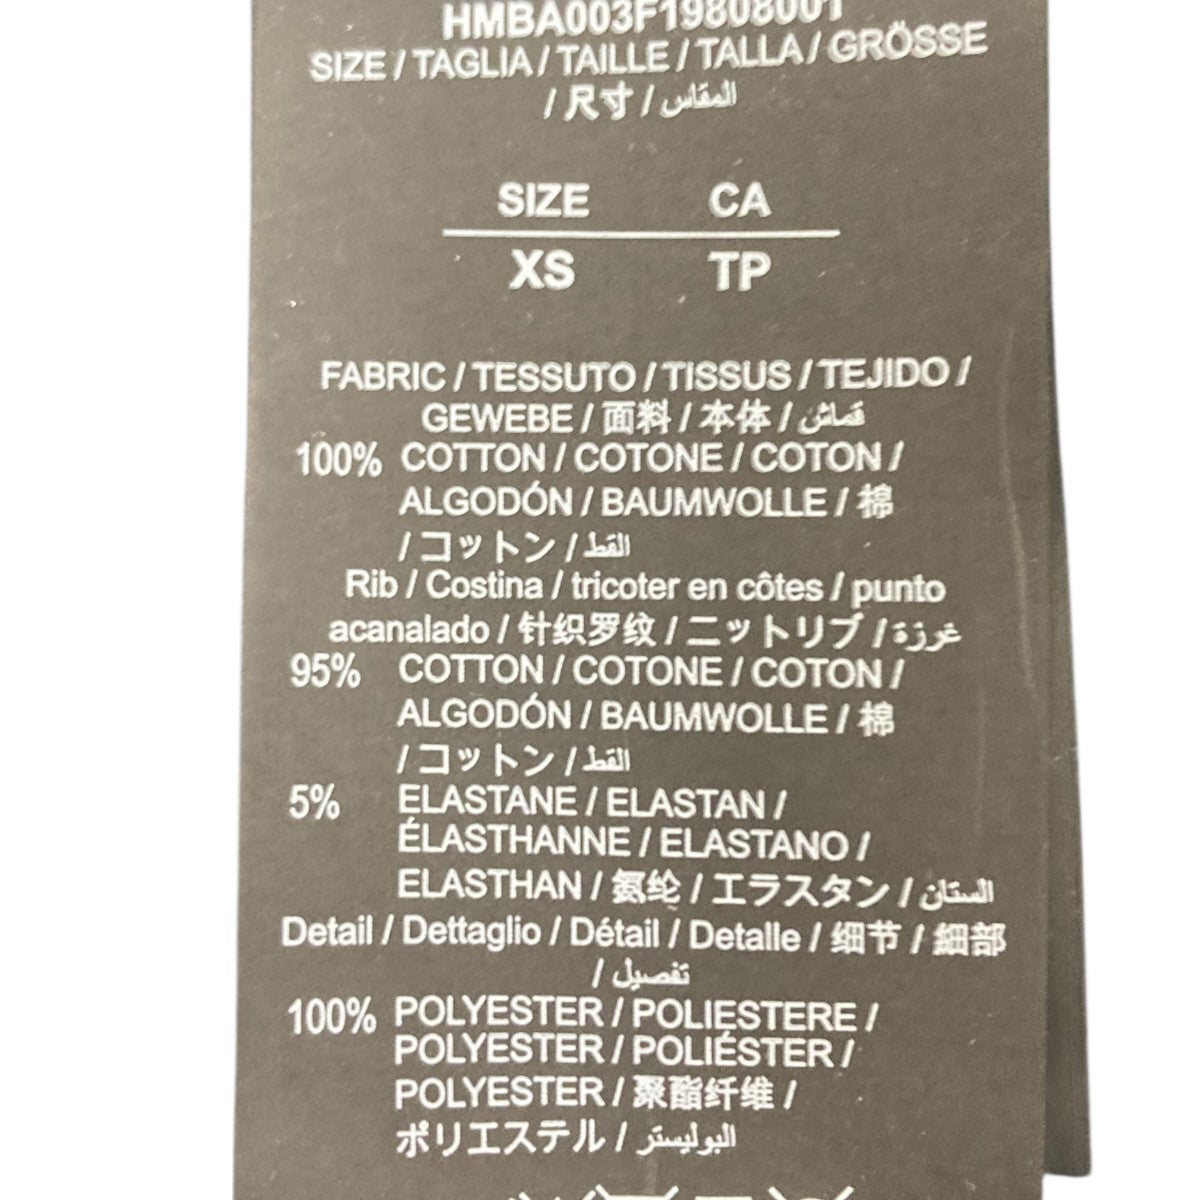 HMBA003F19808001
SIZE / TAGLIA / TAILLE / TALLA / GRÖSSE
/ 尺寸 / المقاس
SIZE CA
XS TP
FABRIC / TESSUTO / TISSUS / TEJIDO /
GEWEBE / 面料 / 本体 / قماش
100% COTTON / COTONE / COTON /
ALGODÓN / BAUMWOLLE / 棉
/ コットン / القط
Rib / Costina / tricoter en côtes / punto
acanalado / 针织罗纹 / ニットリブ / غرزة
95% COTTON / COTONE / COTON /
ALGODÓN / BAUMWOLLE / 棉
/ コットン / القط
5% ELASTANE / ELASTAN /
ÉLASTHANNE / ELASTANO /
ELASTHAN / 氨纶 / エラスタン / الستان
Detail / Dettaglio / Détail / Detalle / 细节 / 細部
/ تفصيل
100% POLYESTER / POLIESTERE /
POLYESTER / POLIÉSTER /
POLYESTER / 聚酯纤维 /
ポリエステル / البوليستر